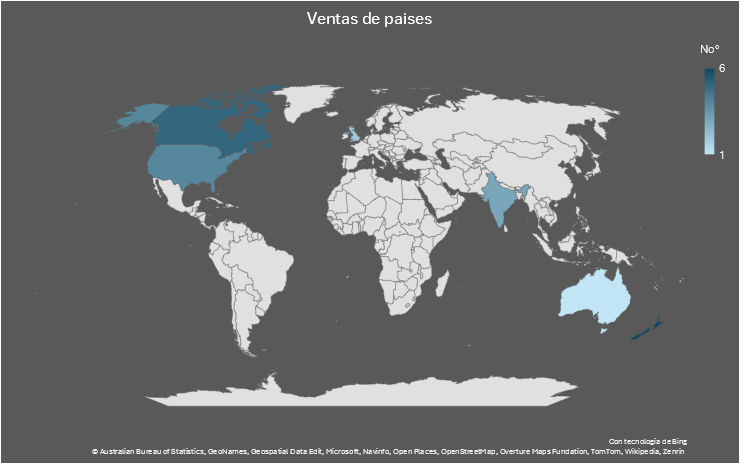 Ventas de paises
Noº
6
1
Con tecnología de Bing
© Australian Bureau of Statistics, GeoNames, Geospatial Data Edit, Microsoft, Navinfo, Open Places, OpenStreetMap, Overture Maps Fundation, TomTom, Wikipedia, Zenrin